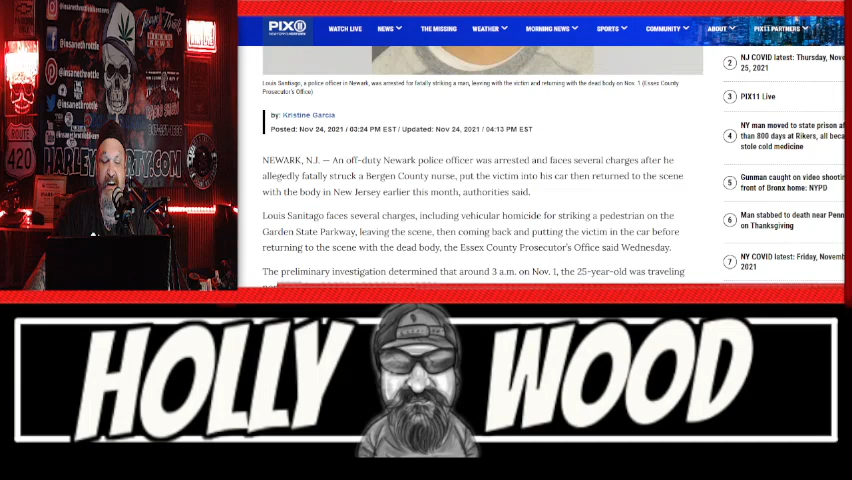 PIX 11
WATCH LIVE
NEWS
THE MISSING
WEATHER
MORNING NEWS
SPORTS
COMMUNITY
ABOUT
PIX11 PARTNERS
@insanethrottle
@insanethrottle
@insanethrottle
ROUTE
420
Louis Santiago, a police officer in Newark, was arrested for fatally striking a man, leaving with the victim and returning with the dead body on Nov. 1 (Essex County
Prosecutor's Office)
by: Kristine Garcia
Posted: Nov 24, 2021 / 03:24 PM EST / Updated: Nov 24, 2021 / 04:13 PM EST
NEWARK, N.J. — An off-duty Newark police officer was arrested and faces several charges after he
allegedly fatally struck a Bergen County nurse, put the victim into his car then returned to the scene
with the body in New Jersey earlier this month, authorities said.
Louis Sanitago faces several charges, including vehicular homicide for striking a pedestrian on the
Garden State Parkway, leaving the scene, then coming back and putting the victim in the car before
returning to the scene with the dead body, the Essex County Prosecutor's Office said Wednesday.
The preliminary investigation determined that around 3 a.m. on Nov. 1, the 25-year-old was traveling
2 NJ COVID latest: Thursday, Nove
25, 2021
3 PIX11 Live
4 NY man moved to state prison a
than 800 days at Rikers, all beca
stole cold medicine
5 Gunman caught on video shootin
front of Bronx home: NYPD
6 Man stabbed to death near Penn
on Thanksgiving
7 NY COVID latest: Friday, Novemb
2021
HOLLY WOOD